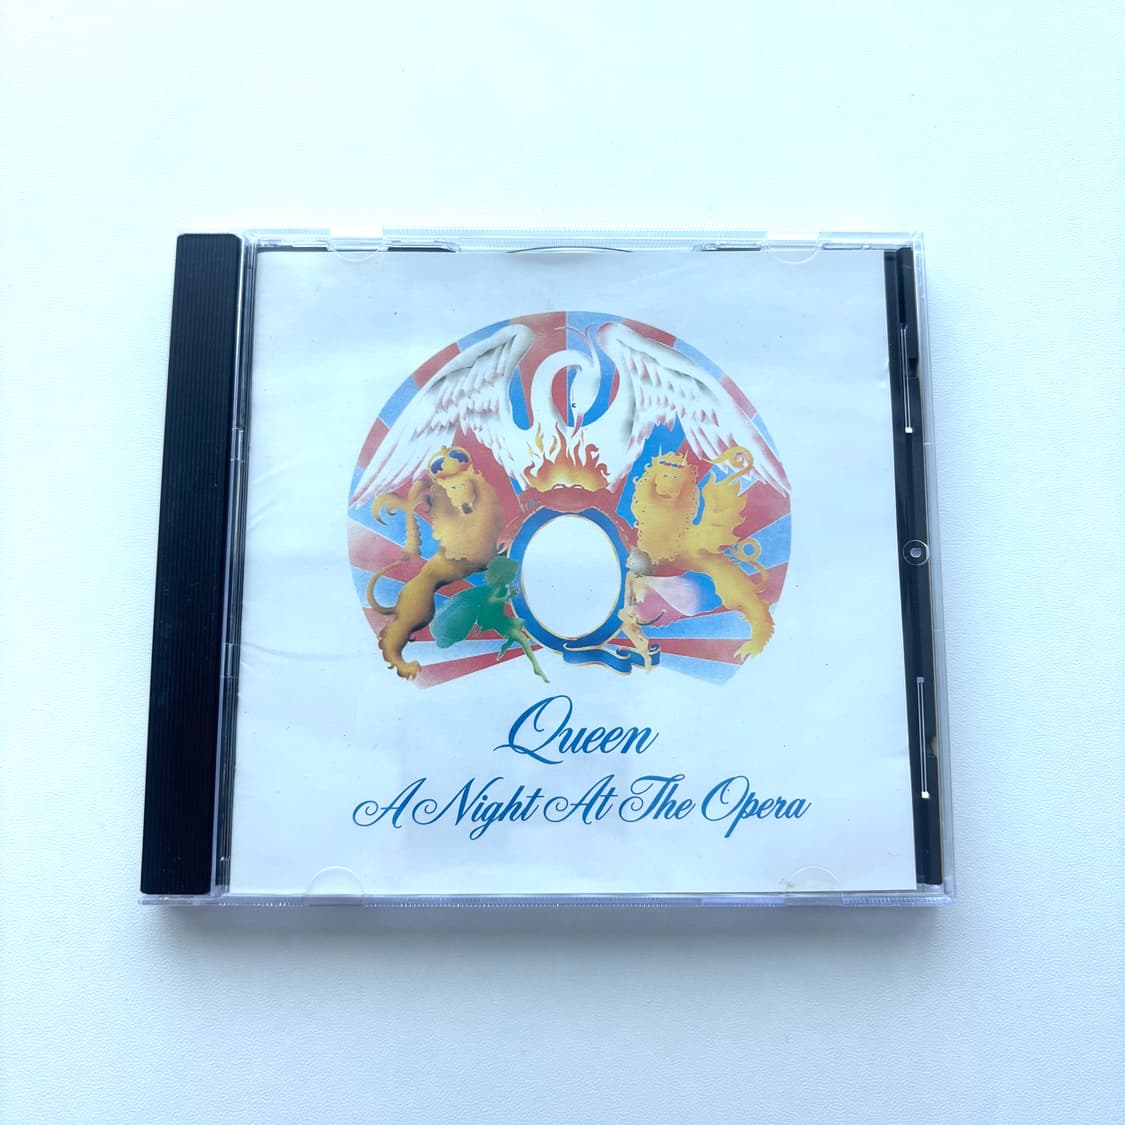 Queen
A Night At The Opera